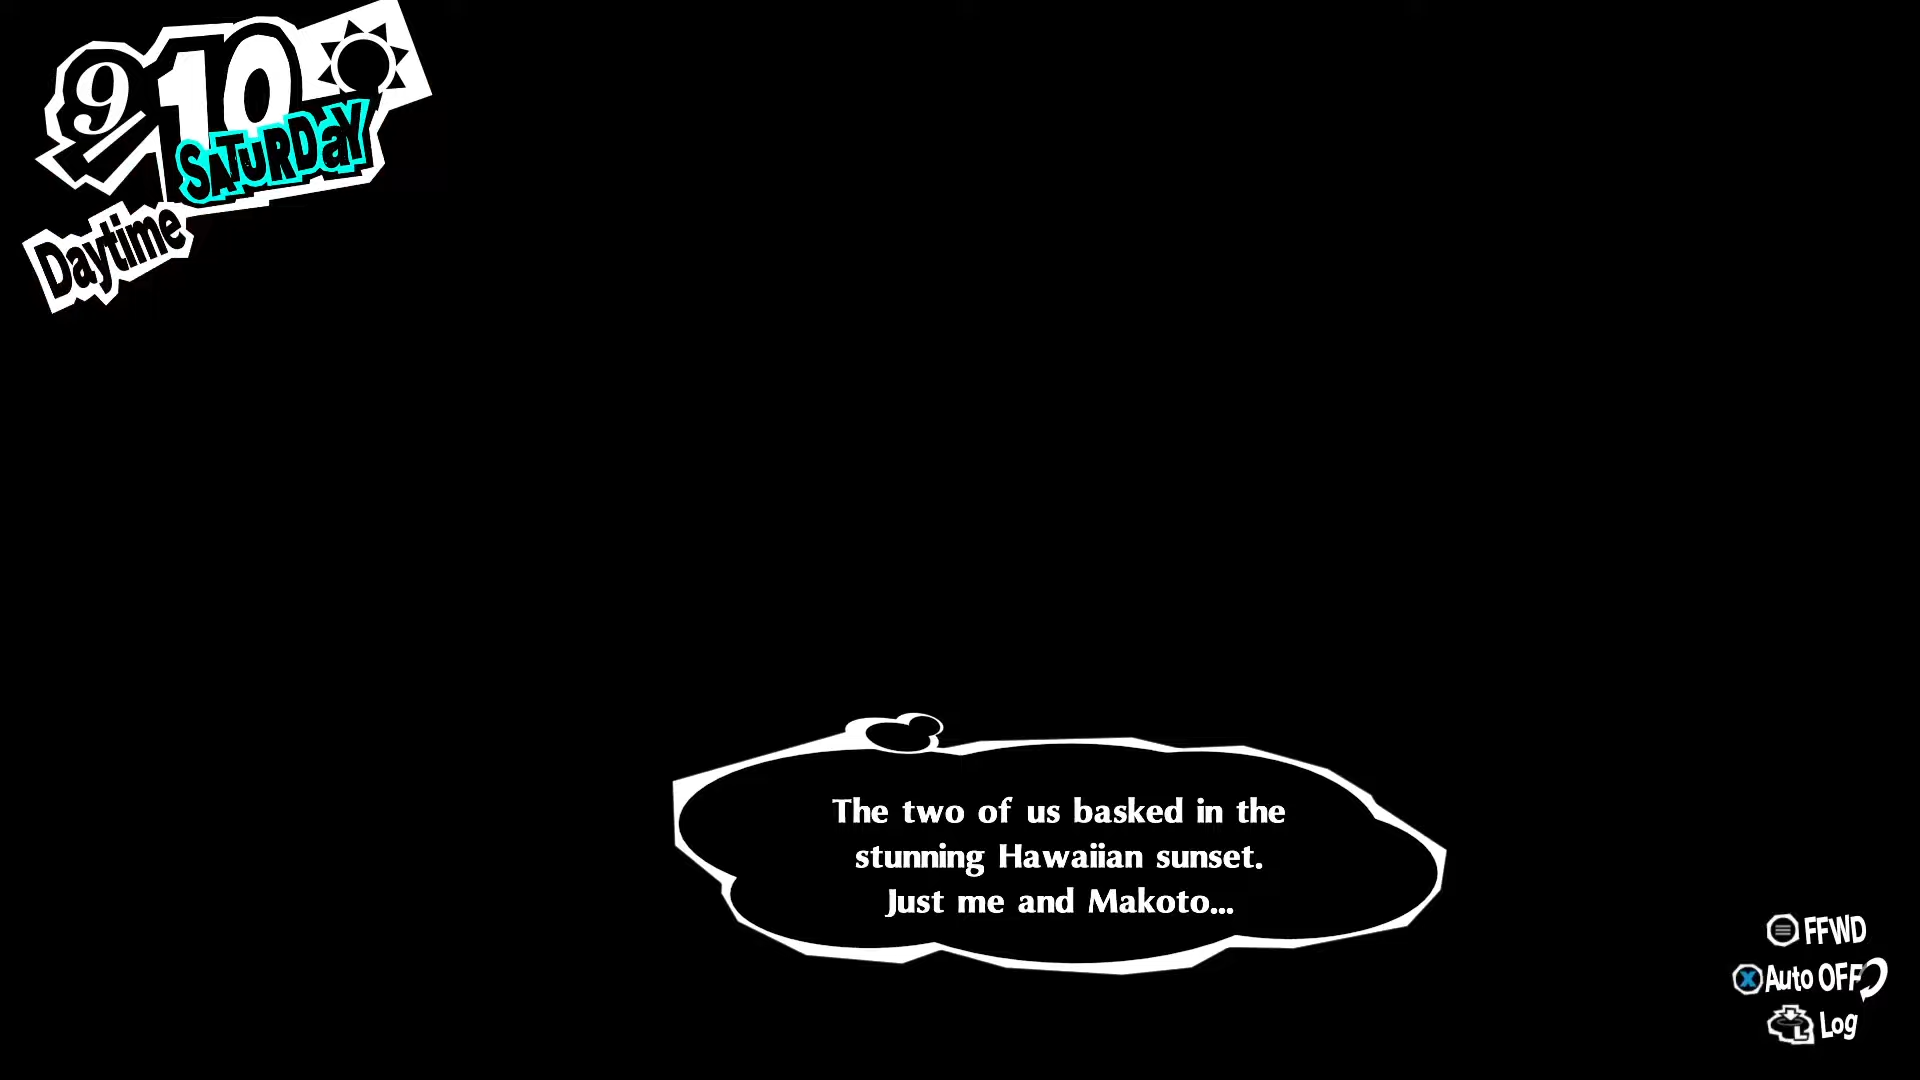 9/10
SATURDaY
Daytime
The two of us basked in the
stunning Hawaiian sunset.
Just me and Makoto...
FFWD
X Auto OFF
L Log